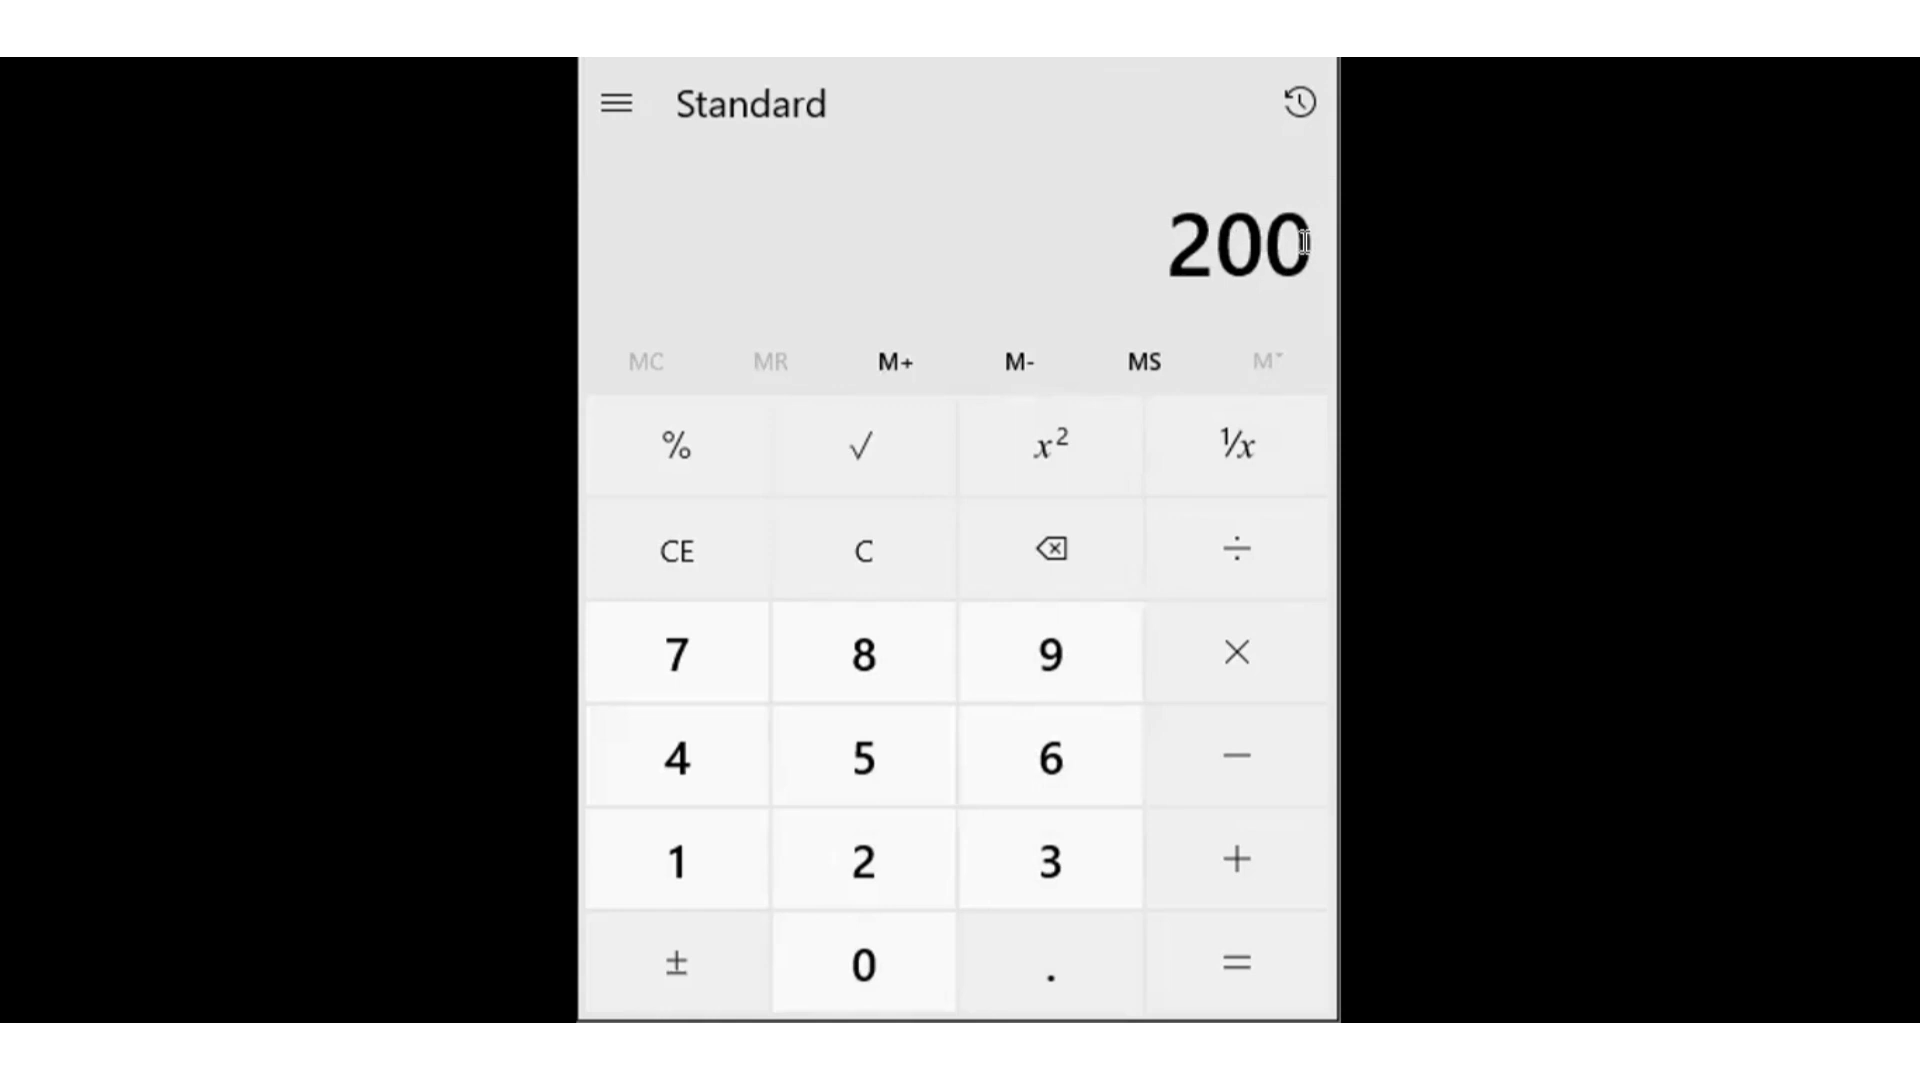 Standard
200
MC MR M+ M- MS M˅
% √ x² ¹/x
CE C ÷
7 8 9 ×
4 5 6 −
1 2 3 +
± 0 . =